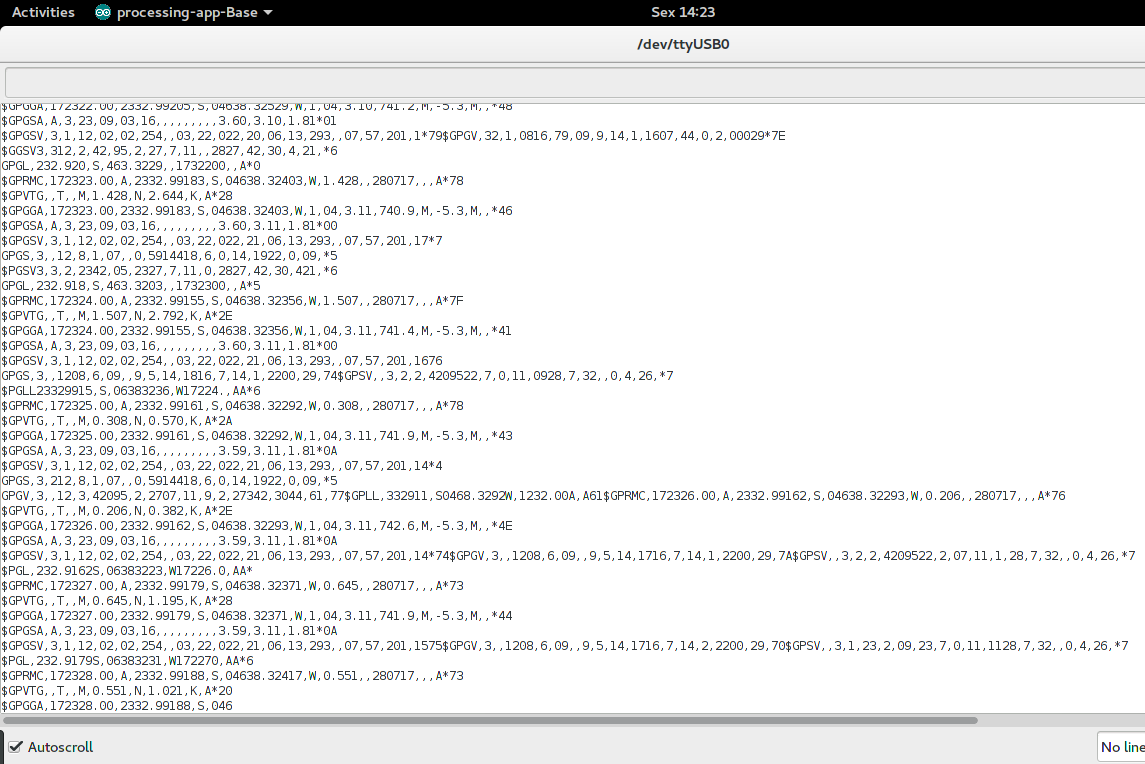 Activities processing-app-Base Sex 14:23
/dev/ttyUSB0
$GPGGA,172322.00,2332.99205,S,04638.32529,W,1,04,3.10,741.2,M,-5.3,M,,*48
$GPGSA,A,3,23,09,03,16,,,,,,,,,3.60,3.10,1.81*01
$GPGSV,3,1,12,02,02,254,,03,22,022,20,06,13,293,,07,57,201,1*79$GPGV,32,1,0816,79,09,9,14,1,1607,44,0,2,00029*7E
$GGSV3,312,2,42,95,2,27,7,11,,2827,42,30,4,21,*6
GPGL,232.920,S,463.3229,,1732200,,A*0
$GPRMC,172323.00,A,2332.99183,S,04638.32403,W,1.428,,280717,,,A*78
$GPVTG,,T,,M,1.428,N,2.644,K,A*28
$GPGGA,172323.00,2332.99183,S,04638.32403,W,1,04,3.11,740.9,M,-5.3,M,,*46
$GPGSA,A,3,23,09,03,16,,,,,,,,,3.60,3.11,1.81*00
$GPGSV,3,1,12,02,02,254,,03,22,022,21,06,13,293,,07,57,201,17*7
GPGS,3,,12,8,1,07,,0,5914418,6,0,14,1922,0,09,*5
$PGSV3,3,2,2342,05,2327,7,11,0,2827,42,30,421,*6
GPGL,232.918,S,463.3203,,1732300,,A*5
$GPRMC,172324.00,A,2332.99155,S,04638.32356,W,1.507,,280717,,,A*7F
$GPVTG,,T,,M,1.507,N,2.792,K,A*2E
$GPGGA,172324.00,2332.99155,S,04638.32356,W,1,04,3.11,741.4,M,-5.3,M,,*41
$GPGSA,A,3,23,09,03,16,,,,,,,,,3.60,3.11,1.81*00
$GPGSV,3,1,12,02,02,254,,03,22,022,21,06,13,293,,07,57,201,1676
GPGS,3,,1208,6,09,,9,5,14,1816,7,14,1,2200,29,74$GPSV,,3,2,2,4209522,7,0,11,0928,7,32,,0,4,26,*7
$PGLL23329915,S,06383236,W17224.,AA*6
$GPRMC,172325.00,A,2332.99161,S,04638.32292,W,0.308,,280717,,,A*78
$GPVTG,,T,,M,0.308,N,0.570,K,A*2A
$GPGGA,172325.00,2332.99161,S,04638.32292,W,1,04,3.11,741.9,M,-5.3,M,,*43
$GPGSA,A,3,23,09,03,16,,,,,,,,,3.59,3.11,1.81*0A
$GPGSV,3,1,12,02,02,254,,03,22,022,21,06,13,293,,07,57,201,14*4
GPGS,3,212,8,1,07,,0,5914418,6,0,14,1922,0,09,*5
GPGV,3,,12,3,42095,2,2707,11,9,2,27342,3044,61,77$GPLL,332911,S0468.3292W,1232.00A,A61$GPRMC,172326.00,A,2332.99162,S,04638.32293,W,0.206,,280717,,,A*76
$GPVTG,,T,,M,0.206,N,0.382,K,A*2E
$GPGGA,172326.00,2332.99162,S,04638.32293,W,1,04,3.11,742.6,M,-5.3,M,,*4E
$GPGSA,A,3,23,09,03,16,,,,,,,,,3.59,3.11,1.81*0A
$GPGSV,3,1,12,02,02,254,,03,22,022,21,06,13,293,,07,57,201,14*74$GPGV,3,,1208,6,09,,9,5,14,1716,7,14,1,2200,29,7A$GPSV,,3,2,2,4209522,2,07,11,1,28,7,32,,0,4,26,*7
$PGL,232.9162S,06383223,W17226.0,AA*
$GPRMC,172327.00,A,2332.99179,S,04638.32371,W,0.645,,280717,,,A*73
$GPVTG,,T,,M,0.645,N,1.195,K,A*28
$GPGGA,172327.00,2332.99179,S,04638.32371,W,1,04,3.11,741.9,M,-5.3,M,,*44
$GPGSA,A,3,23,09,03,16,,,,,,,,,3.59,3.11,1.81*0A
$GPGSV,3,1,12,02,02,254,,03,22,022,21,06,13,293,,07,57,201,1575$GPGV,3,,1208,6,09,,9,5,14,1716,7,14,2,2200,29,70$GPSV,,3,1,23,2,09,23,7,0,11,1128,7,32,,0,4,26,*7
$PGL,232.9179S,06383231,W172270,AA*6
$GPRMC,172328.00,A,2332.99188,S,04638.32417,W,0.551,,280717,,,A*73
$GPVTG,,T,,M,0.551,N,1.021,K,A*20
$GPGGA,172328.00,2332.99188,S,046
Autoscroll No line